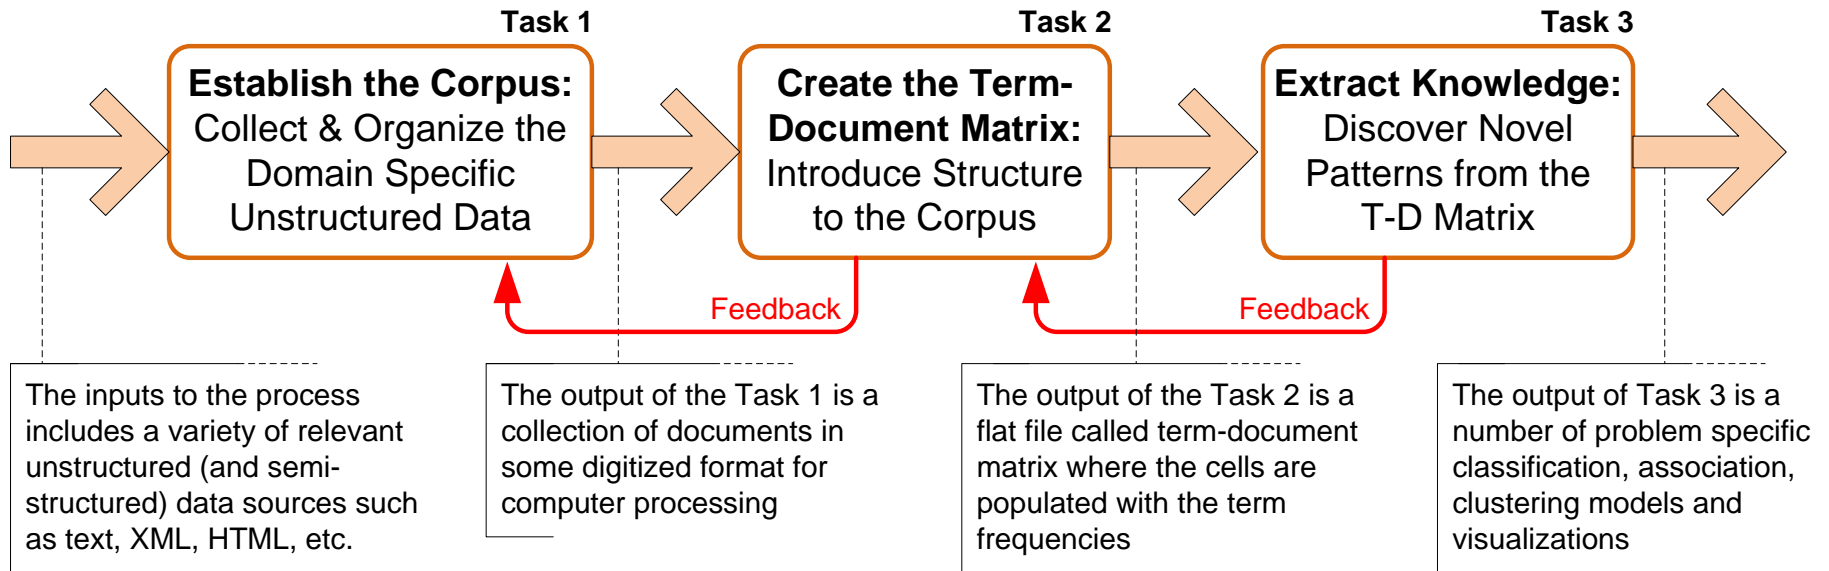 Task 1
Establish the Corpus:
Collect & Organize the
Domain Specific
Unstructured Data
Task 2
Create the Term-
Document Matrix:
Introduce Structure
to the Corpus
Task 3
Extract Knowledge:
Discover Novel
Patterns from the
T-D Matrix
Feedback
Feedback
The inputs to the process
includes a variety of relevant
unstructured (and semi-
structured) data sources such
as text, XML, HTML, etc.
The output of the Task 1 is a
collection of documents in
some digitized format for
computer processing
The output of the Task 2 is a
flat file called term-document
matrix where the cells are
populated with the term
frequencies
The output of Task 3 is a
number of problem specific
classification, association,
clustering models and
visualizations